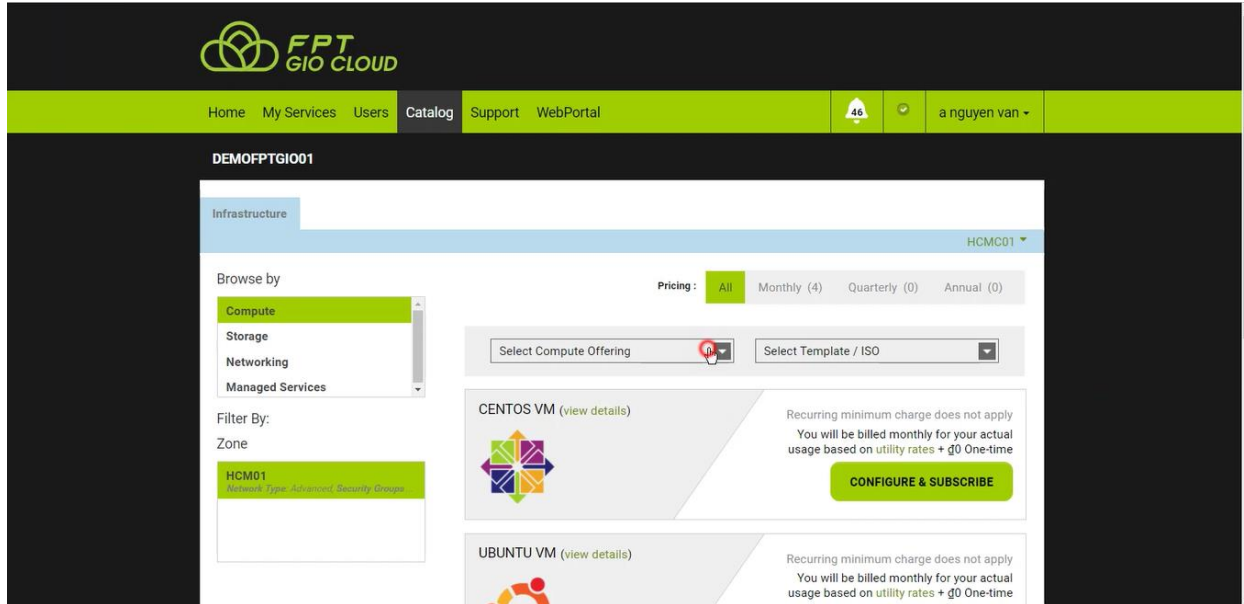 FPT
GIO CLOUD
Home My Services Users Catalog Support WebPortal 46 a nguyen van
DEMOFPTGIO01
Infrastructure
HCMC01
Browse by
Compute
Storage
Networking
Managed Services
Filter By:
Zone
HCM01
Network Type: Advanced, Security Groups...
Pricing : All Monthly (4) Quarterly (0) Annual (0)
Select Compute Offering Select Template / ISO
CENTOS VM (view details)
Recurring minimum charge does not apply
You will be billed monthly for your actual
usage based on utility rates + ₫0 One-time
CONFIGURE & SUBSCRIBE
UBUNTU VM (view details)
Recurring minimum charge does not apply
You will be billed monthly for your actual
usage based on utility rates + ₫0 One-time